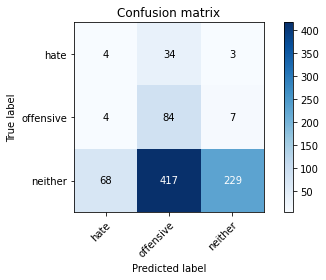 Confusion matrix
hate 4 34 3
offensive 4 84 7
neither 68 417 229
hate offensive neither
Predicted label
True label
400
350
300
250
200
150
100
50